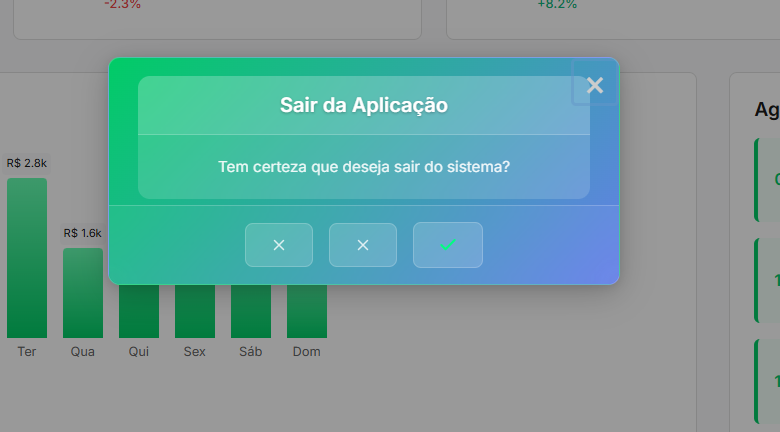 -2.3%
+8.2%
Sair da Aplicação
Tem certeza que deseja sair do sistema?
R$ 2.8k
R$ 1.6k
Ter
Qua
Qui
Sex
Sáb
Dom
Ag
1
1